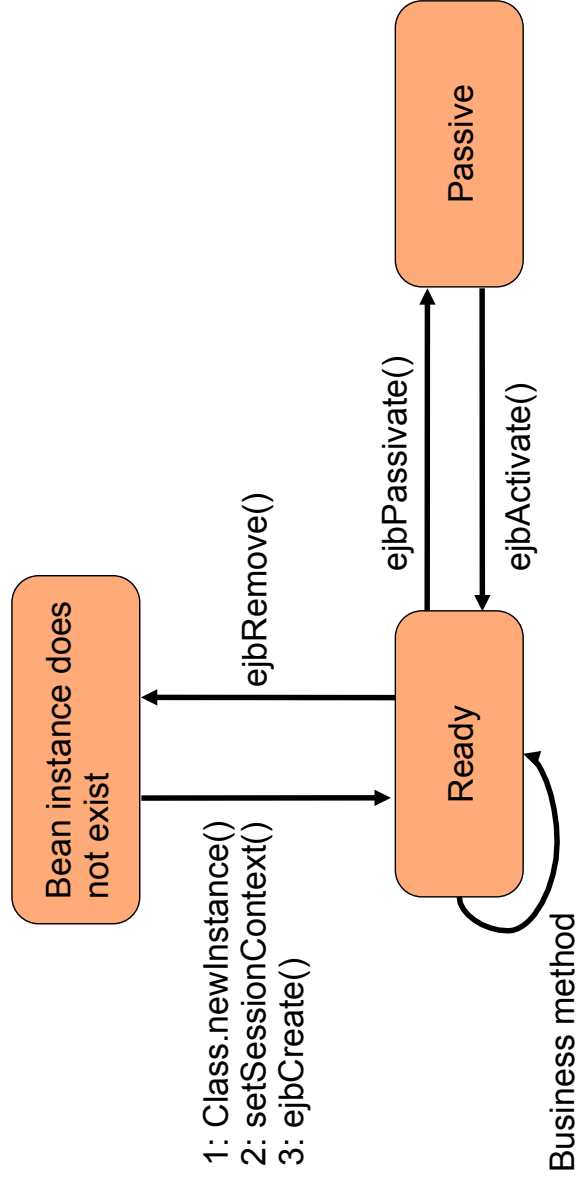 Bean instance does
not exist
1: Class.newInstance()
2: setSessionContext()
3: ejbCreate()
ejbRemove()
Ready
Business method
ejbPassivate()
ejbActivate()
Passive